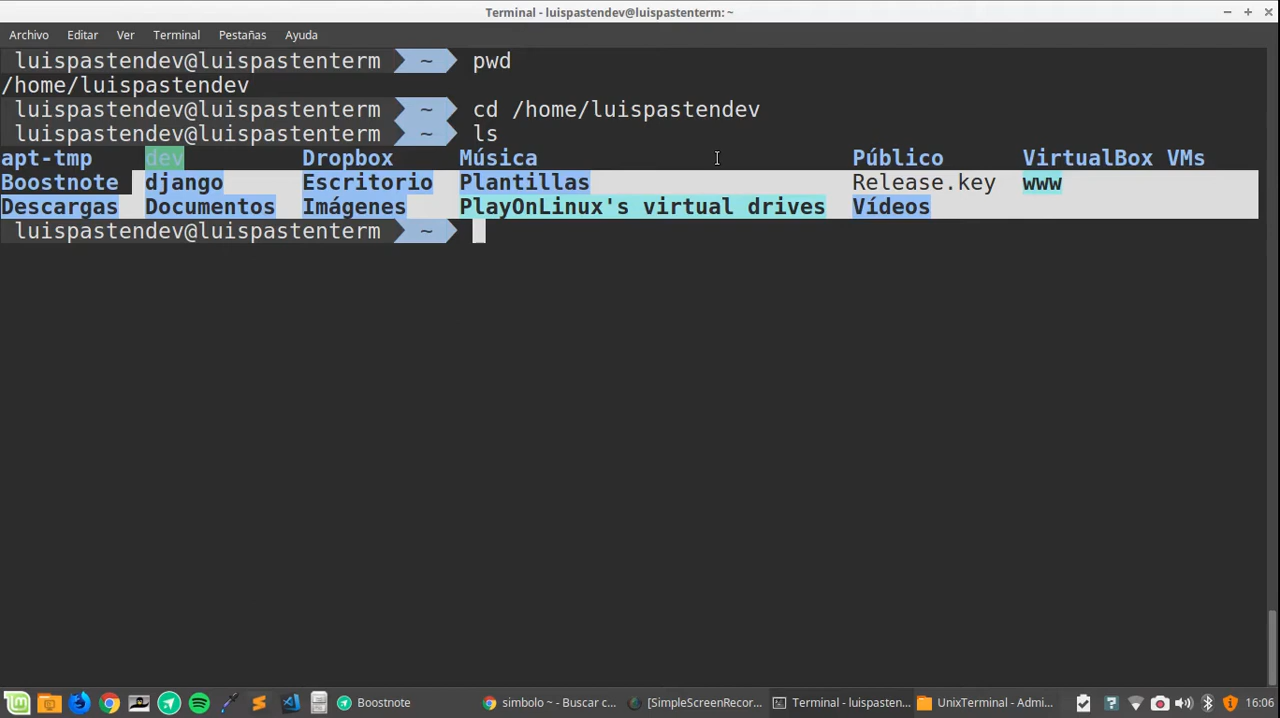 Terminal - luispastendev@luispastenterm: ~
Archivo Editar Ver Terminal Pestañas Ayuda
luispastendev@luispastenterm ~ pwd
/home/luispastendev
luispastendev@luispastenterm ~ cd /home/luispastendev
luispastendev@luispastenterm ~ ls
apt-tmp dev Dropbox Música Público VirtualBox VMs
Boostnote django Escritorio Plantillas Release.key www
Descargas Documentos Imágenes PlayOnLinux's virtual drives Vídeos
luispastendev@luispastenterm ~
Boostnote simbolo ~ - Buscar c... [SimpleScreenRecor... Terminal - luispasten... UnixTerminal - Admi... 16:06